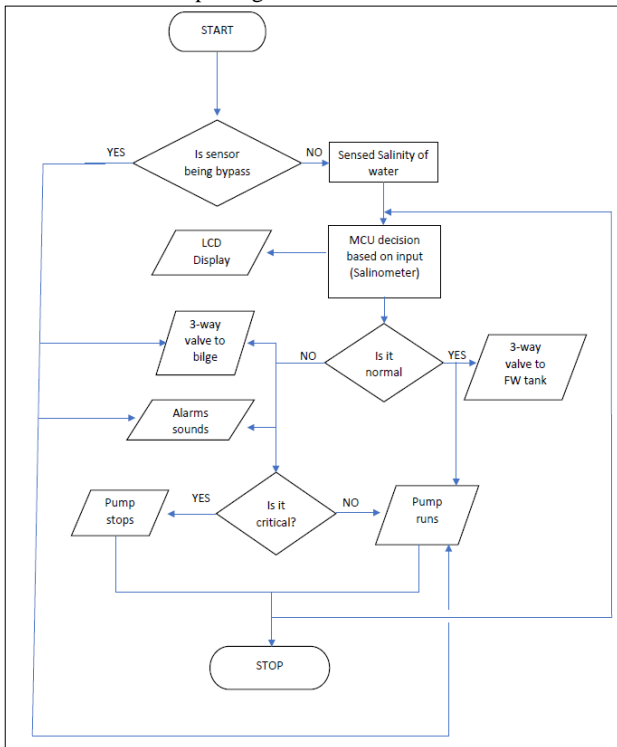 START
YES
Is sensor
being bypass
NO
Sensed Salinity of
water
LCD
Display
MCU decision
based on input
(Salinometer)
3-way
valve to
bilge
NO
Is it
normal
YES
3-way
valve to
FW tank
Alarms
sounds
Pump
stops
YES
Is it
critical?
NO
Pump
runs
STOP